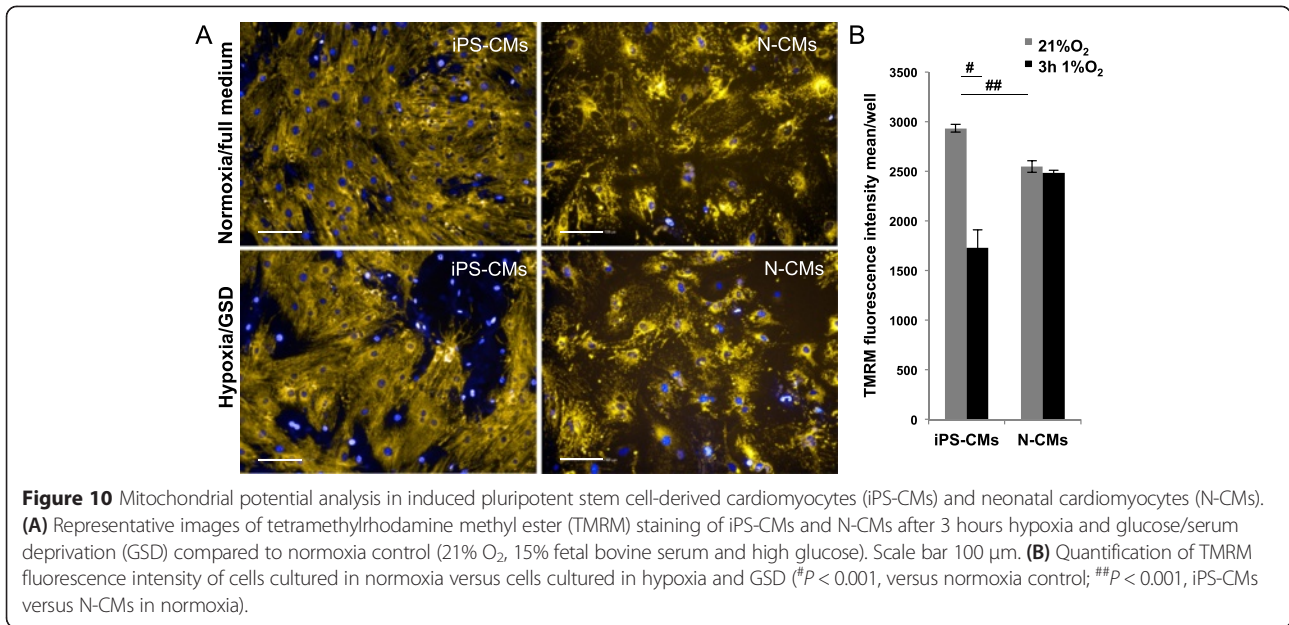 A
iPS-CMs
N-CMs
Normoxia/full medium
iPS-CMs
N-CMs
Hypoxia/GSD
B
21%O₂
3h 1%O₂
#
##
TMRM fluorescence intensity mean/well
3500
3000
2500
2000
1500
1000
500
0
iPS-CMs
N-CMs
Figure 10 Mitochondrial potential analysis in induced pluripotent stem cell-derived cardiomyocytes (iPS-CMs) and neonatal cardiomyocytes (N-CMs).
(A) Representative images of tetramethylrhodamine methyl ester (TMRM) staining of iPS-CMs and N-CMs after 3 hours hypoxia and glucose/serum
deprivation (GSD) compared to normoxia control (21% O₂, 15% fetal bovine serum and high glucose). Scale bar 100 μm. (B) Quantification of TMRM
fluorescence intensity of cells cultured in normoxia versus cells cultured in hypoxia and GSD (#P < 0.001, versus normoxia control; ##P < 0.001, iPS-CMs
versus N-CMs in normoxia).